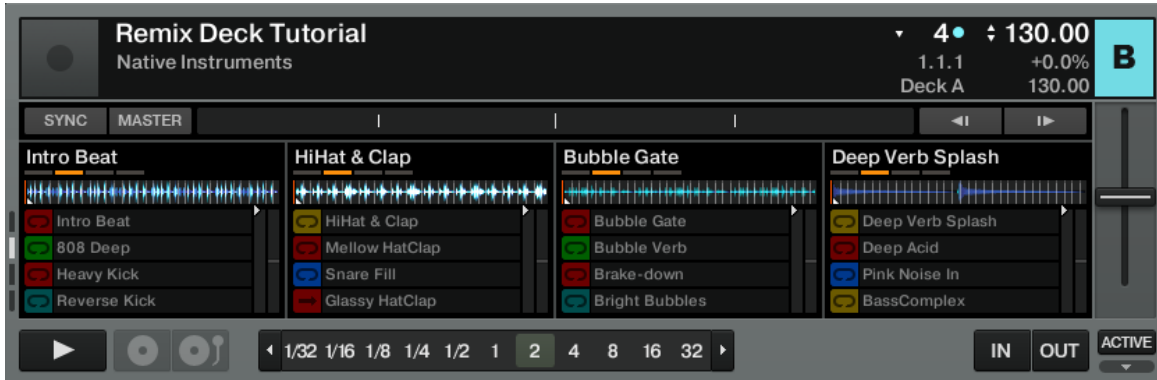 Remix Deck Tutorial
4 130.00
B
Native Instruments
1.1.1 +0.0%
Deck A 130.00
SYNC MASTER
Intro Beat
HiHat & Clap
Bubble Gate
Deep Verb Splash
Intro Beat
808 Deep
Heavy Kick
Reverse Kick
HiHat & Clap
Mellow HatClap
Snare Fill
Glassy HatClap
Bubble Gate
Bubble Verb
Brake-down
Bright Bubbles
Deep Verb Splash
Deep Acid
Pink Noise In
BassComplex
1/32 1/16 1/8 1/4 1/2 1 2 4 8 16 32
IN OUT
ACTIVE